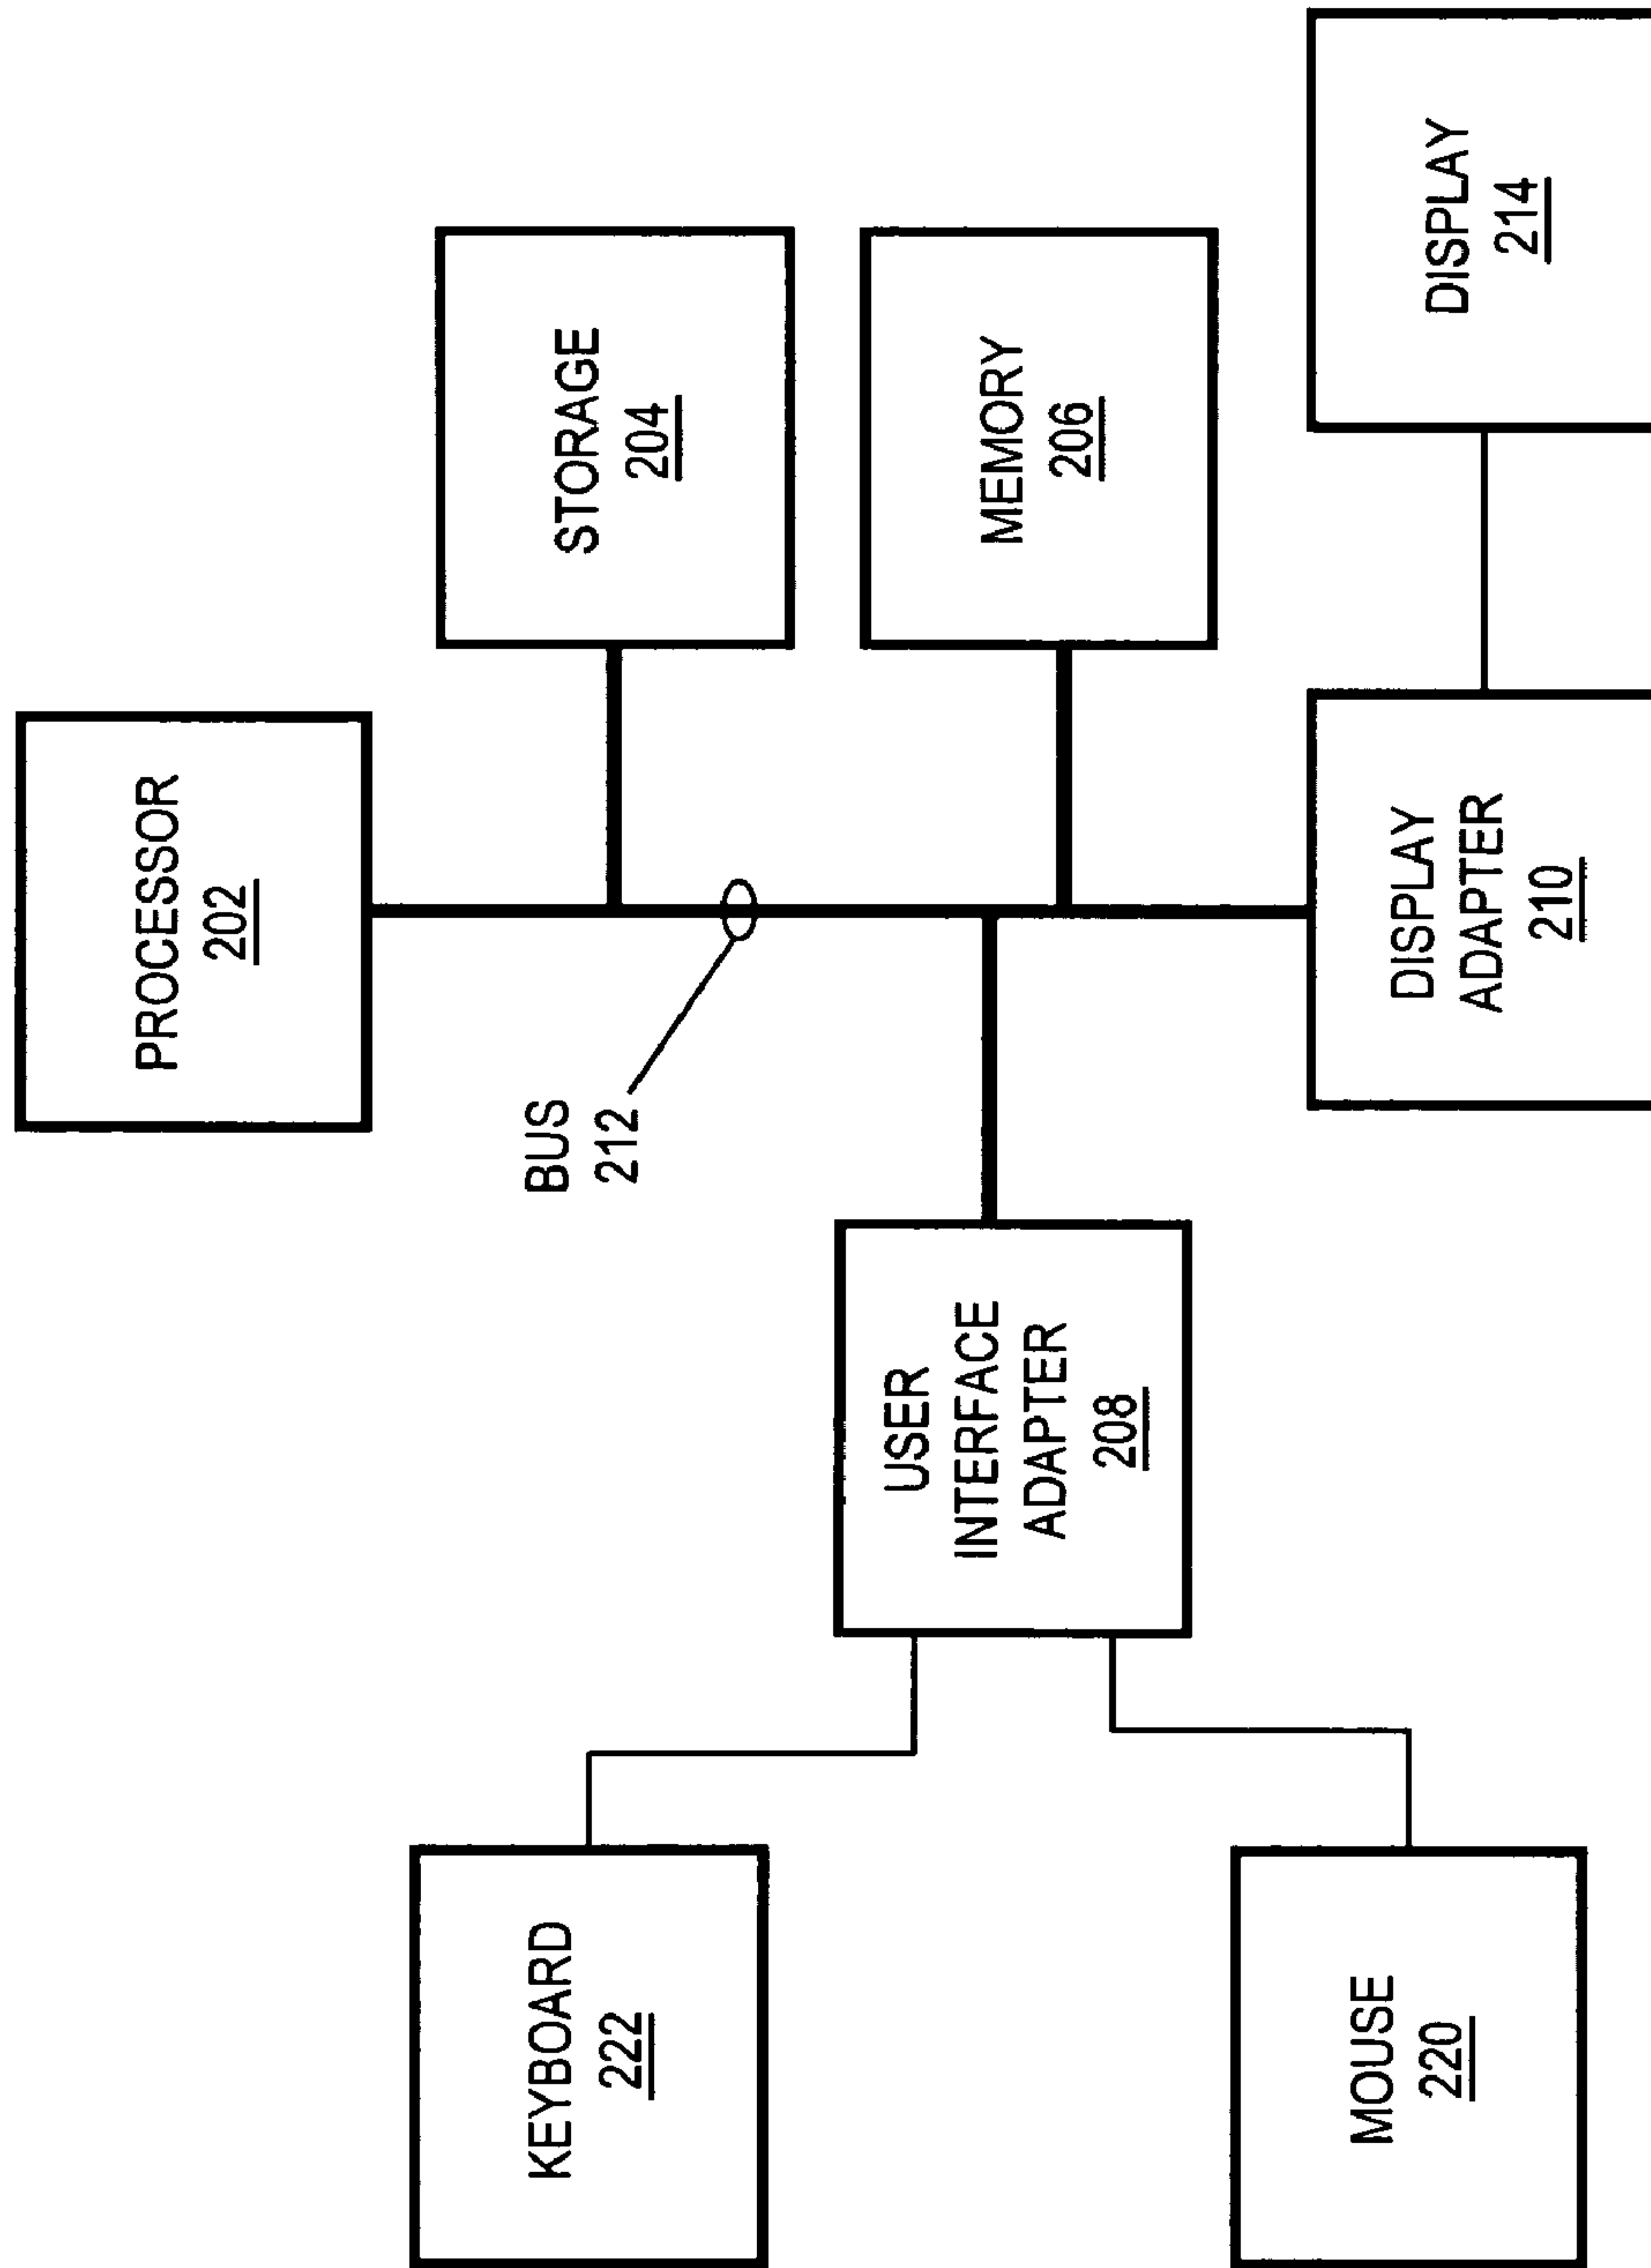 PROCESSOR
202
STORAGE
204
BUS
212
MEMORY
206
USER
INTERFACE
ADAPTER
208
KEYBOARD
222
MOUSE
220
DISPLAY
ADAPTER
210
DISPLAY
214